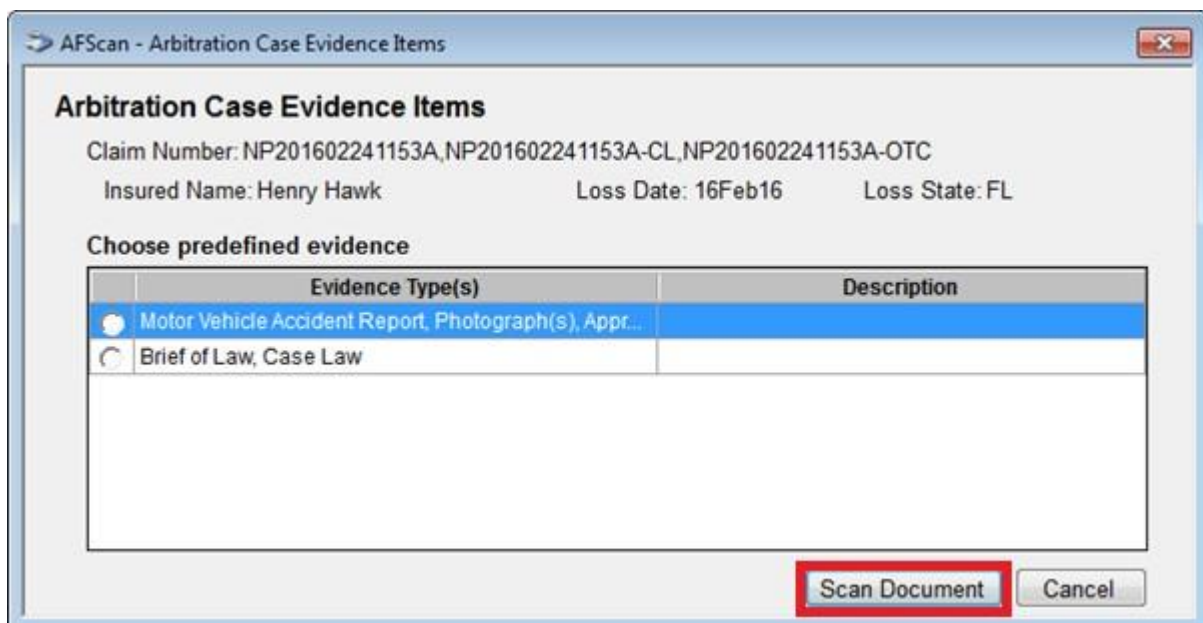 AFScan - Arbitration Case Evidence Items
Arbitration Case Evidence Items
Claim Number: NP201602241153A,NP201602241153A-CL,NP201602241153A-OTC
Insured Name: Henry Hawk Loss Date: 16Feb16 Loss State: FL
Choose predefined evidence
Evidence Type(s) Description
Motor Vehicle Accident Report, Photograph(s), Appr...
Brief of Law, Case Law
Scan Document Cancel